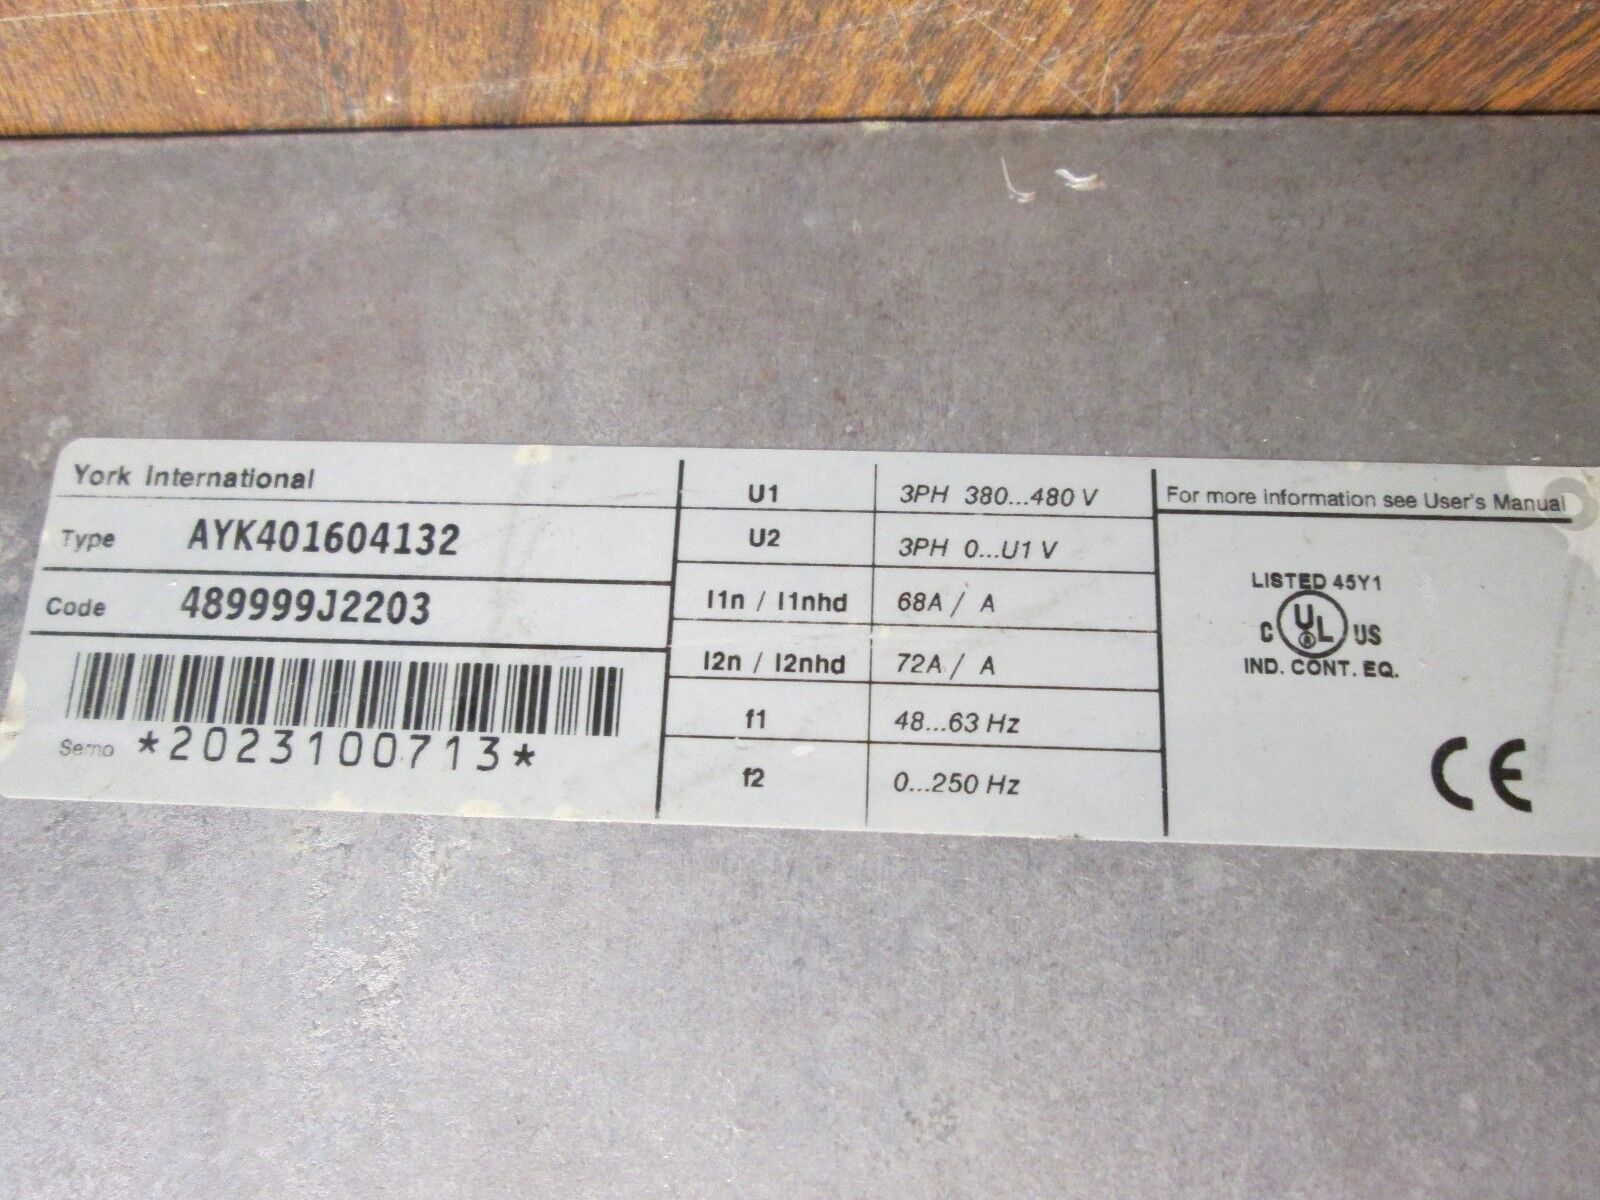 York International
Type AYK401604132
Code 489999J2203
Serno *2023100713*
U1 3PH 380...480 V
U2 3PH 0...U1 V
I1n / I1nhd 68A / A
I2n / I2nhd 72A / A
f1 48...63 Hz
f2 0...250 Hz
For more information see User's Manual
LISTED 45Y1
C UL US
IND. CONT. EQ.
CE